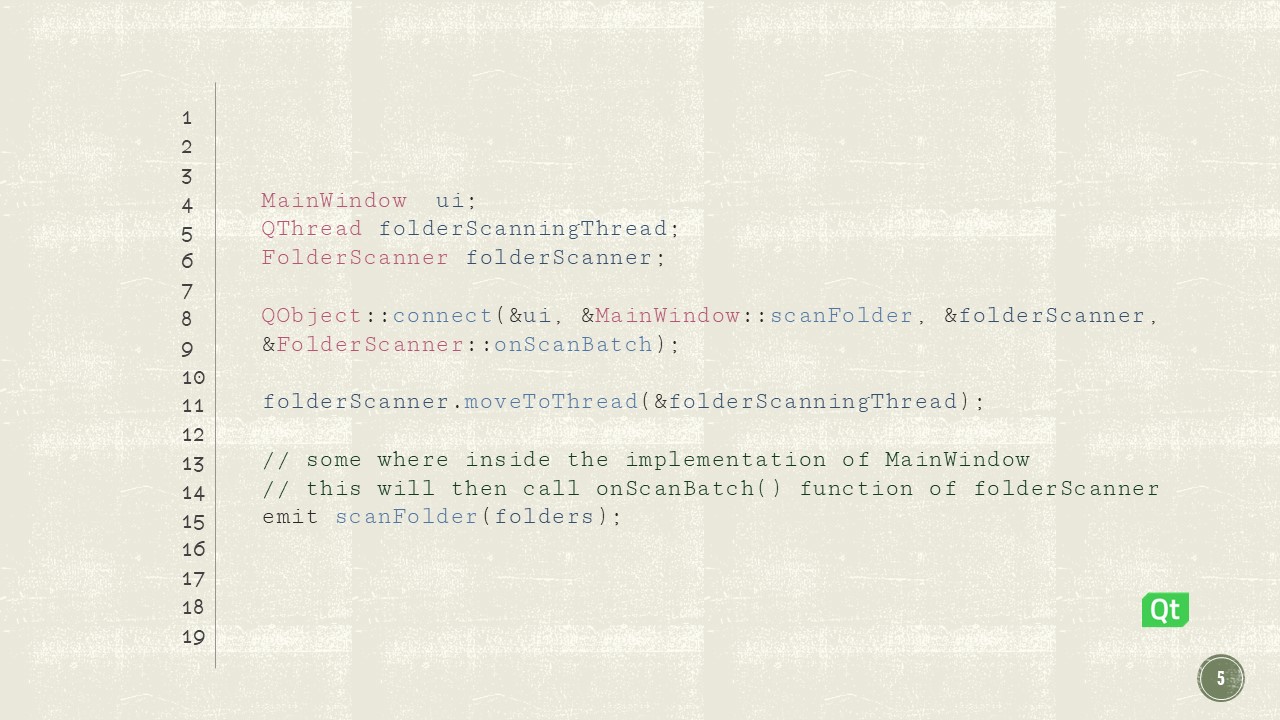 1
2
3
4 MainWindow  ui;
5 QThread folderScanningThread;
6 FolderScanner folderScanner;
7
8 QObject::connect(&ui, &MainWindow::scanFolder, &folderScanner,
9 &FolderScanner::onScanBatch);
10
11 folderScanner.moveToThread(&folderScanningThread);
12
13 // some where inside the implementation of MainWindow
14 // this will then call onScanBatch() function of folderScanner
15 emit scanFolder(folders);
16
17
18
19
Qt
5